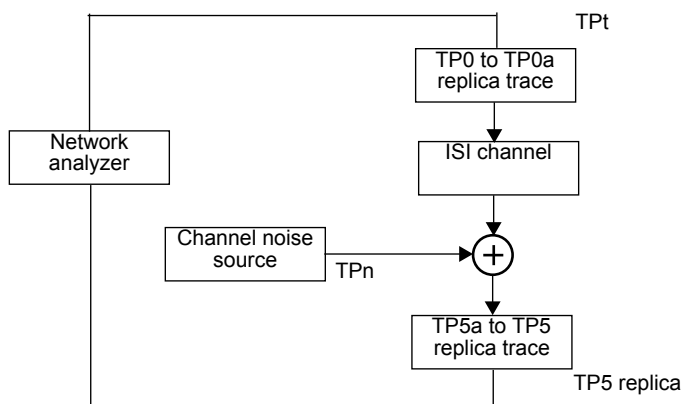 TPt
TP0 to TP0a
replica trace
Network
analyzer
ISI channel
Channel noise
source
TPn
+
TP5a to TP5
replica trace
TP5 replica